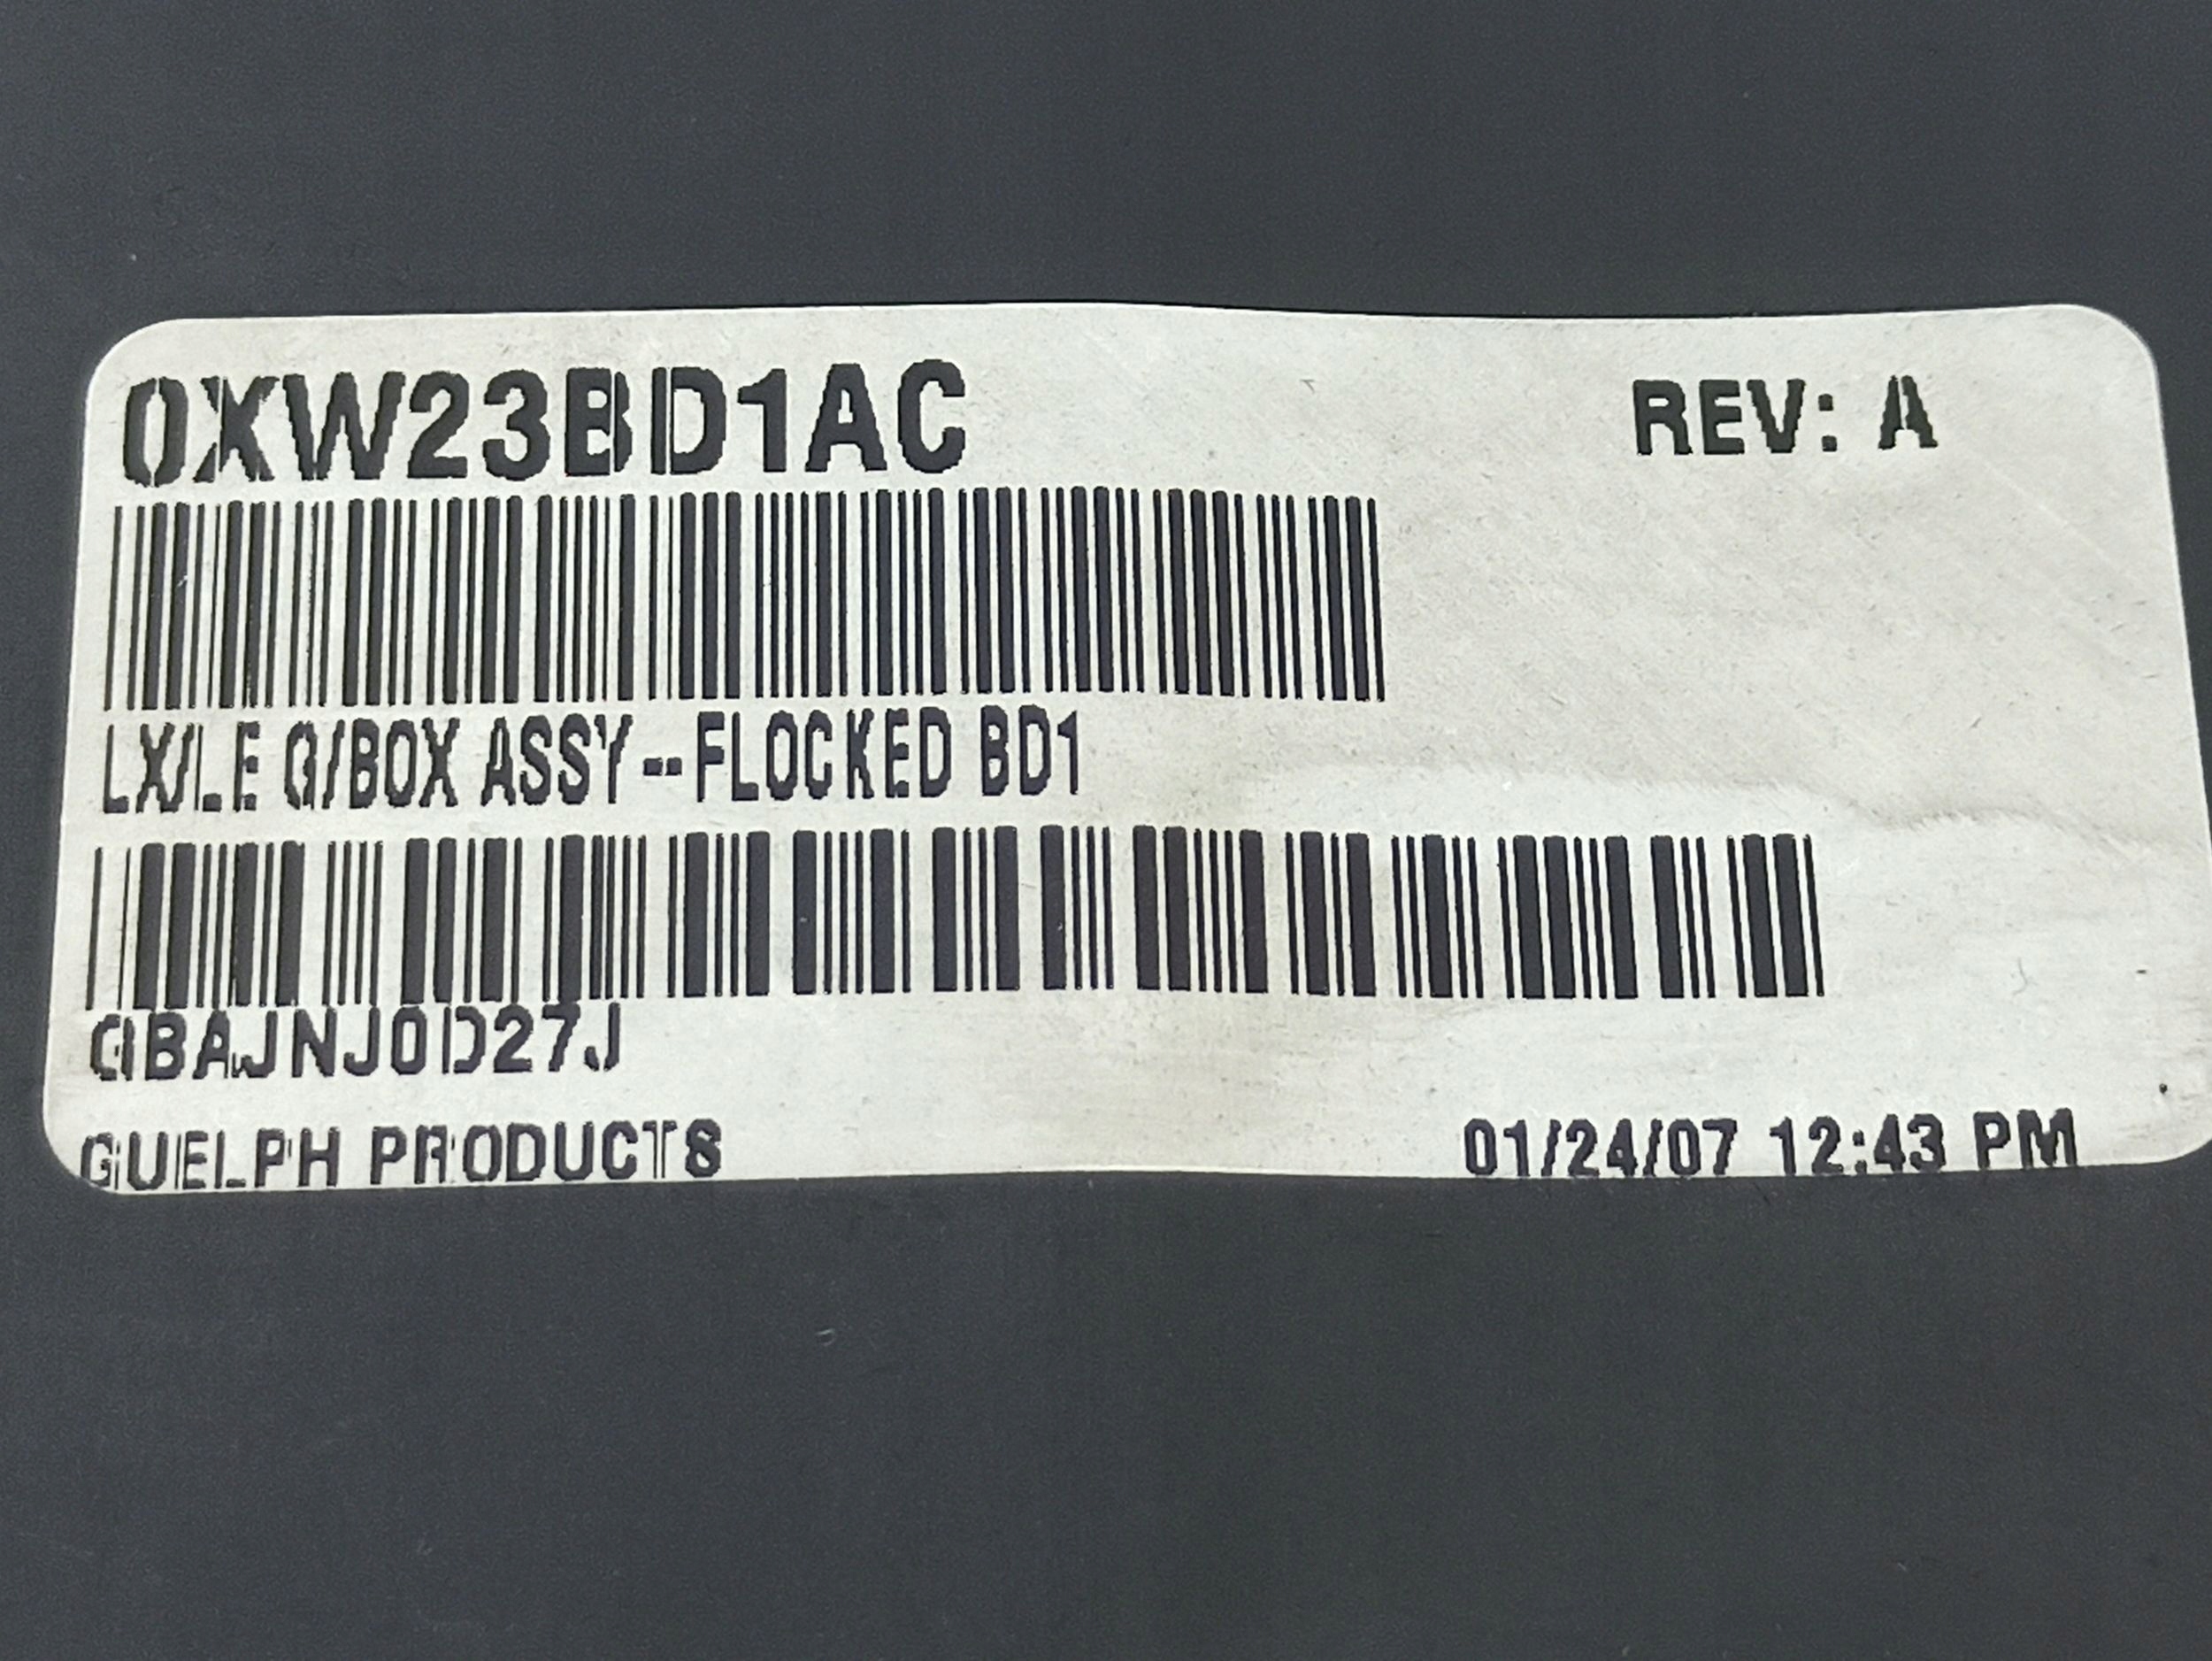 0XW23BD1AC REV: A
LX/LE G/BOX ASSY--FLOCKED BD1
GBAJNJ0D27J
GUELPH PRODUCTS 01/24/07 12:43 PM